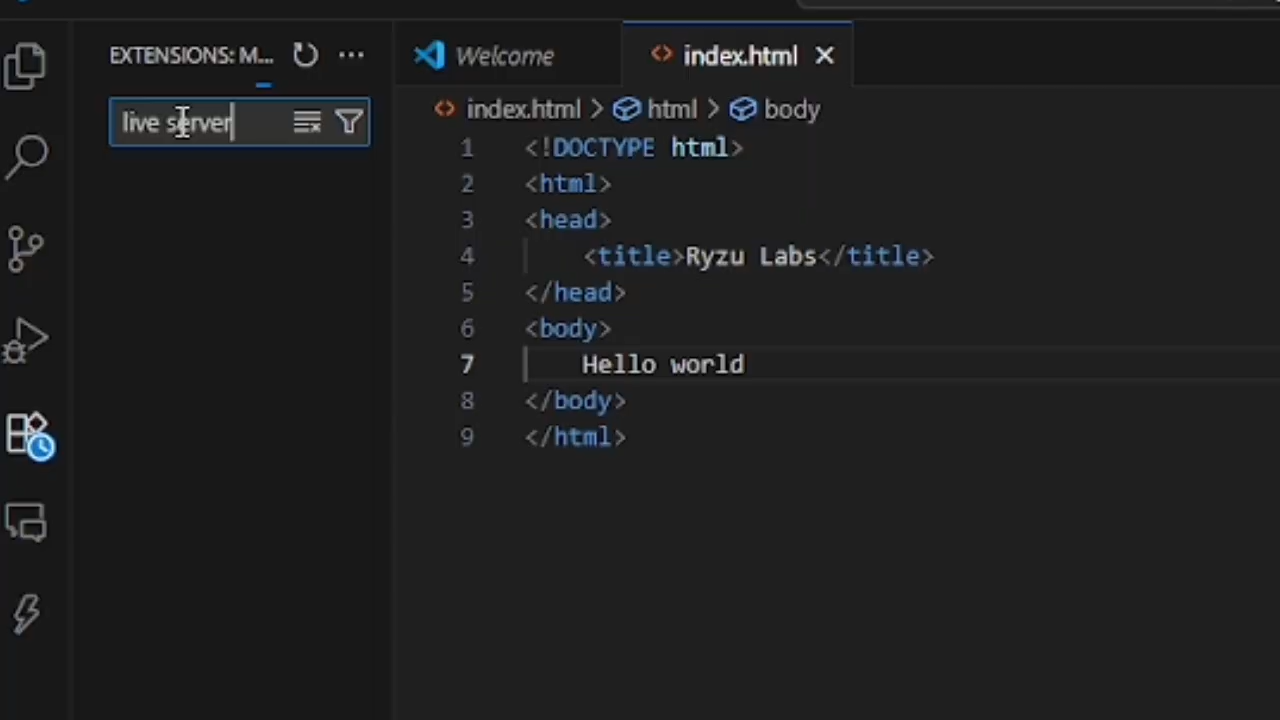 EXTENSIONS: M...
live server
Welcome
index.html
index.html > html > body
1 <!DOCTYPE html>
2 <html>
3 <head>
4 <title>Ryzu Labs</title>
5 </head>
6 <body>
7 Hello world
8 </body>
9 </html>